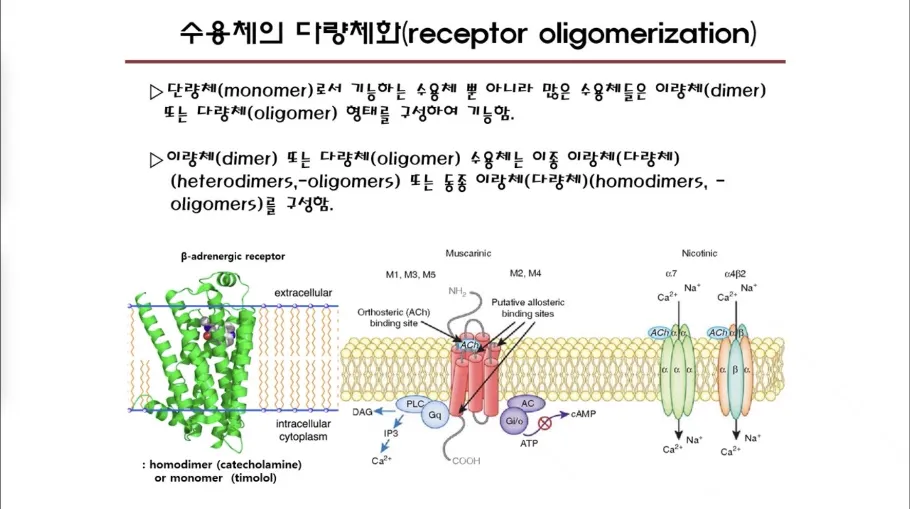 수용체의 다량체화(receptor oligomerization)
▷단량체(monomer)로서 기능하는 수용체 뿐 아니라 많은 수용체들은 이량체(dimer)
또는 다량체(oligomer) 형태를 구성하여 기능함.
▷이량체(dimer) 또는 다량체(oligomer) 수용체는 이종 이량체(다량체)
(heterodimers,-oligomers) 또는 동종 이량체(다량체)(homodimers, -
oligomers)를 구성함.
β-adrenergic receptor
extracellular
intracellular
cytoplasm
: homodimer (catecholamine)
or monomer (timolol)
Muscarinic
M1, M3, M5
M2, M4
NH₂
Orthosteric (ACh)
binding site
Putative allosteric
binding sites
ACh
DAG
PLC
Gq
IP3
Ca²⁺
COOH
AC
Gi/o
cAMP
ATP
Nicotinic
α7
α4β2
Na⁺
Ca²⁺
Na⁺
Ca²⁺
ACh
α
α
ACh
α
β
α
α
α
α
β
α
Na⁺
Ca²⁺
Na⁺
Ca²⁺